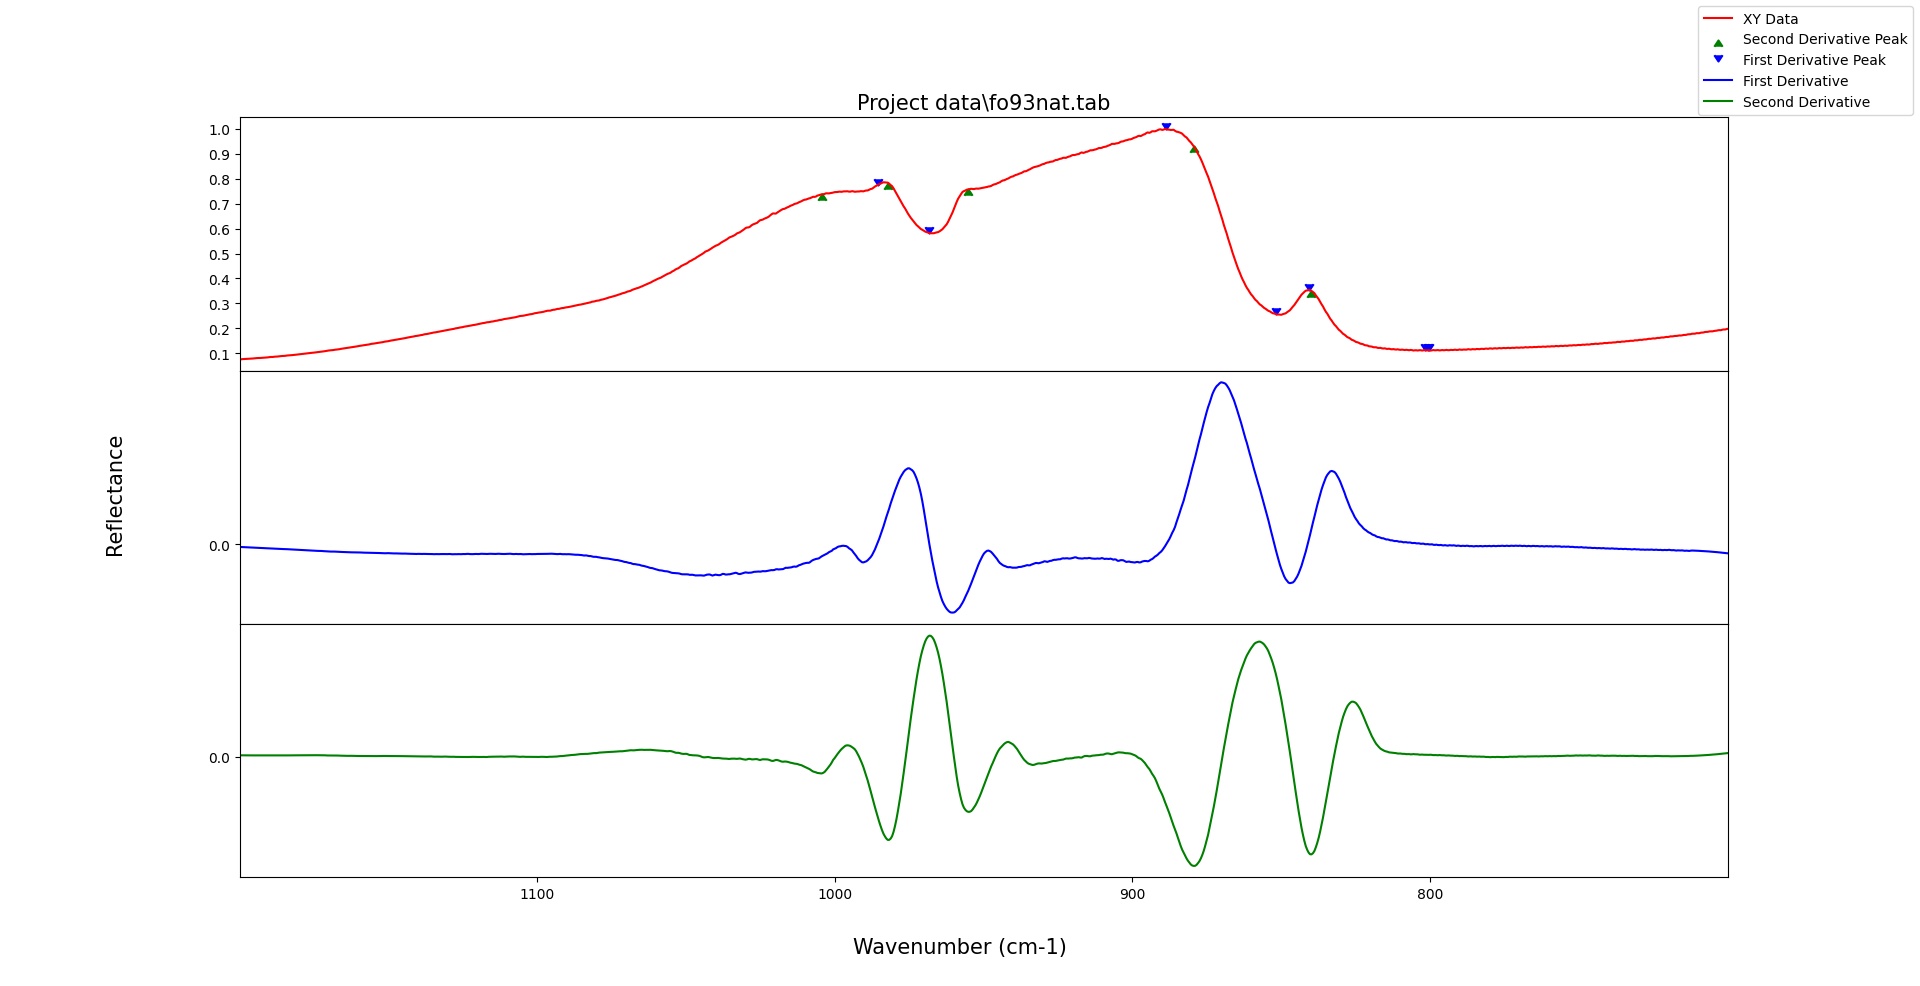 XY Data
Second Derivative Peak
First Derivative Peak
First Derivative
Second Derivative
Project data\fo93nat.tab
1.0
0.9
0.8
0.7
0.6
0.5
0.4
0.3
0.2
0.1
Reflectance
0.0
0.0
1100 1000 900 800
Wavenumber (cm-1)